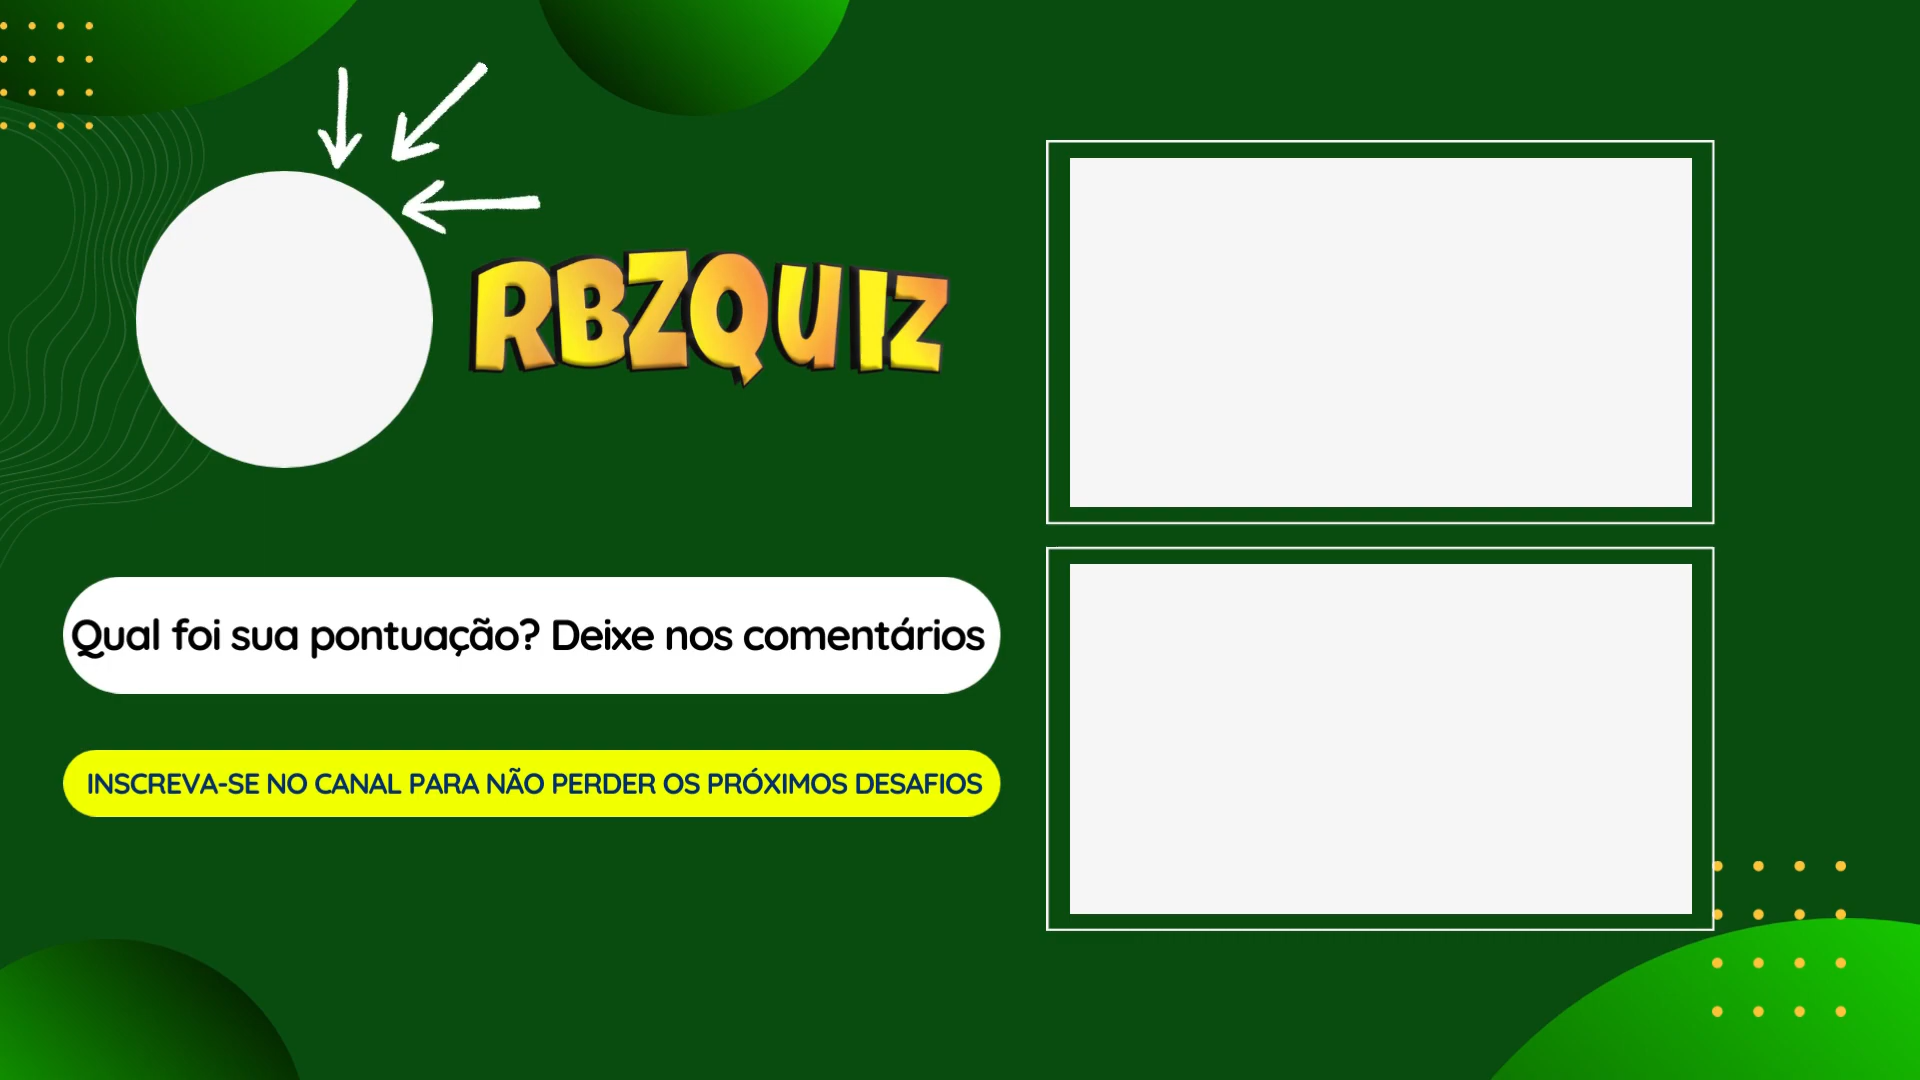 RBZQUIZ
Qual foi sua pontuação? Deixe nos comentários
INSCREVA-SE NO CANAL PARA NÃO PERDER OS PRÓXIMOS DESAFIOS